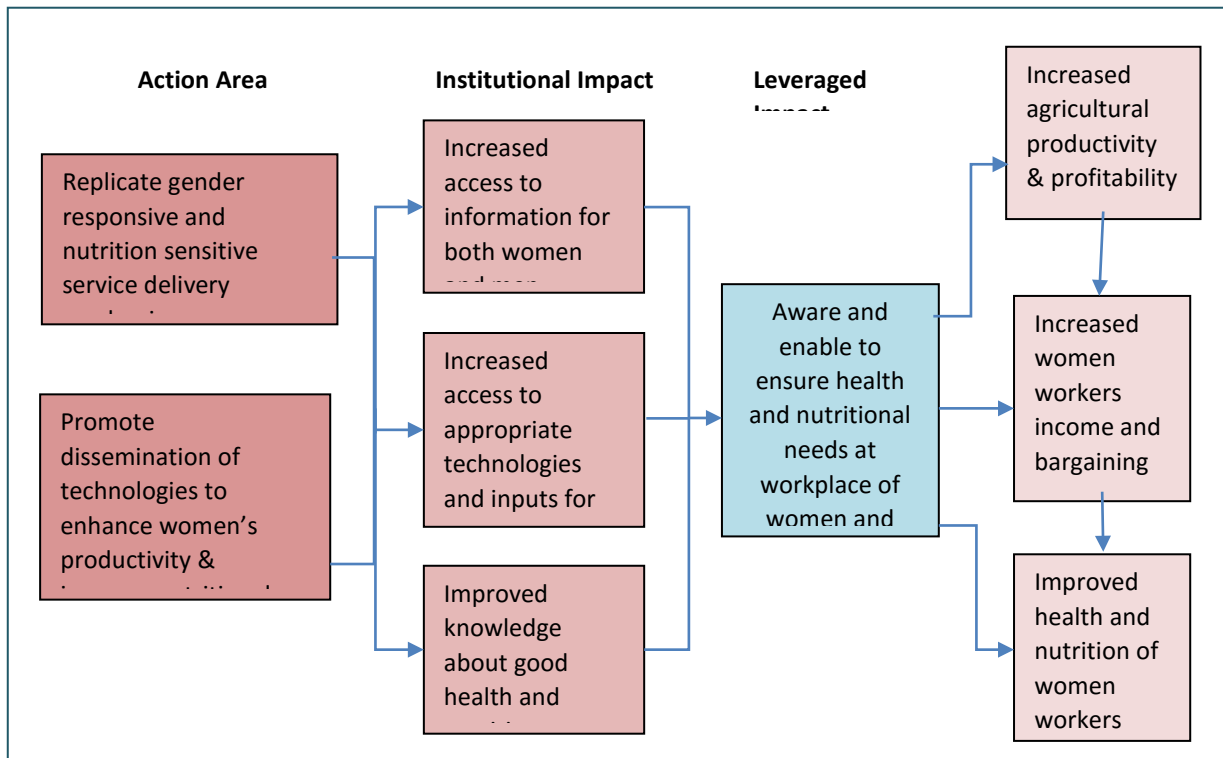 Action Area
Institutional Impact
Leveraged
Impact
Replicate gender
responsive and
nutrition sensitive
service delivery
Promote
dissemination of
technologies to
enhance women’s
productivity &
Increased
access to
information for
both women
and men
Increased
access to
appropriate
technologies
and inputs for
Improved
knowledge
about good
health and
Aware and
enable to
ensure health
and nutritional
needs at
workplace of
women and
Increased
agricultural
productivity
& profitability
Increased
women
workers
income and
bargaining
Improved
health and
nutrition of
women
workers